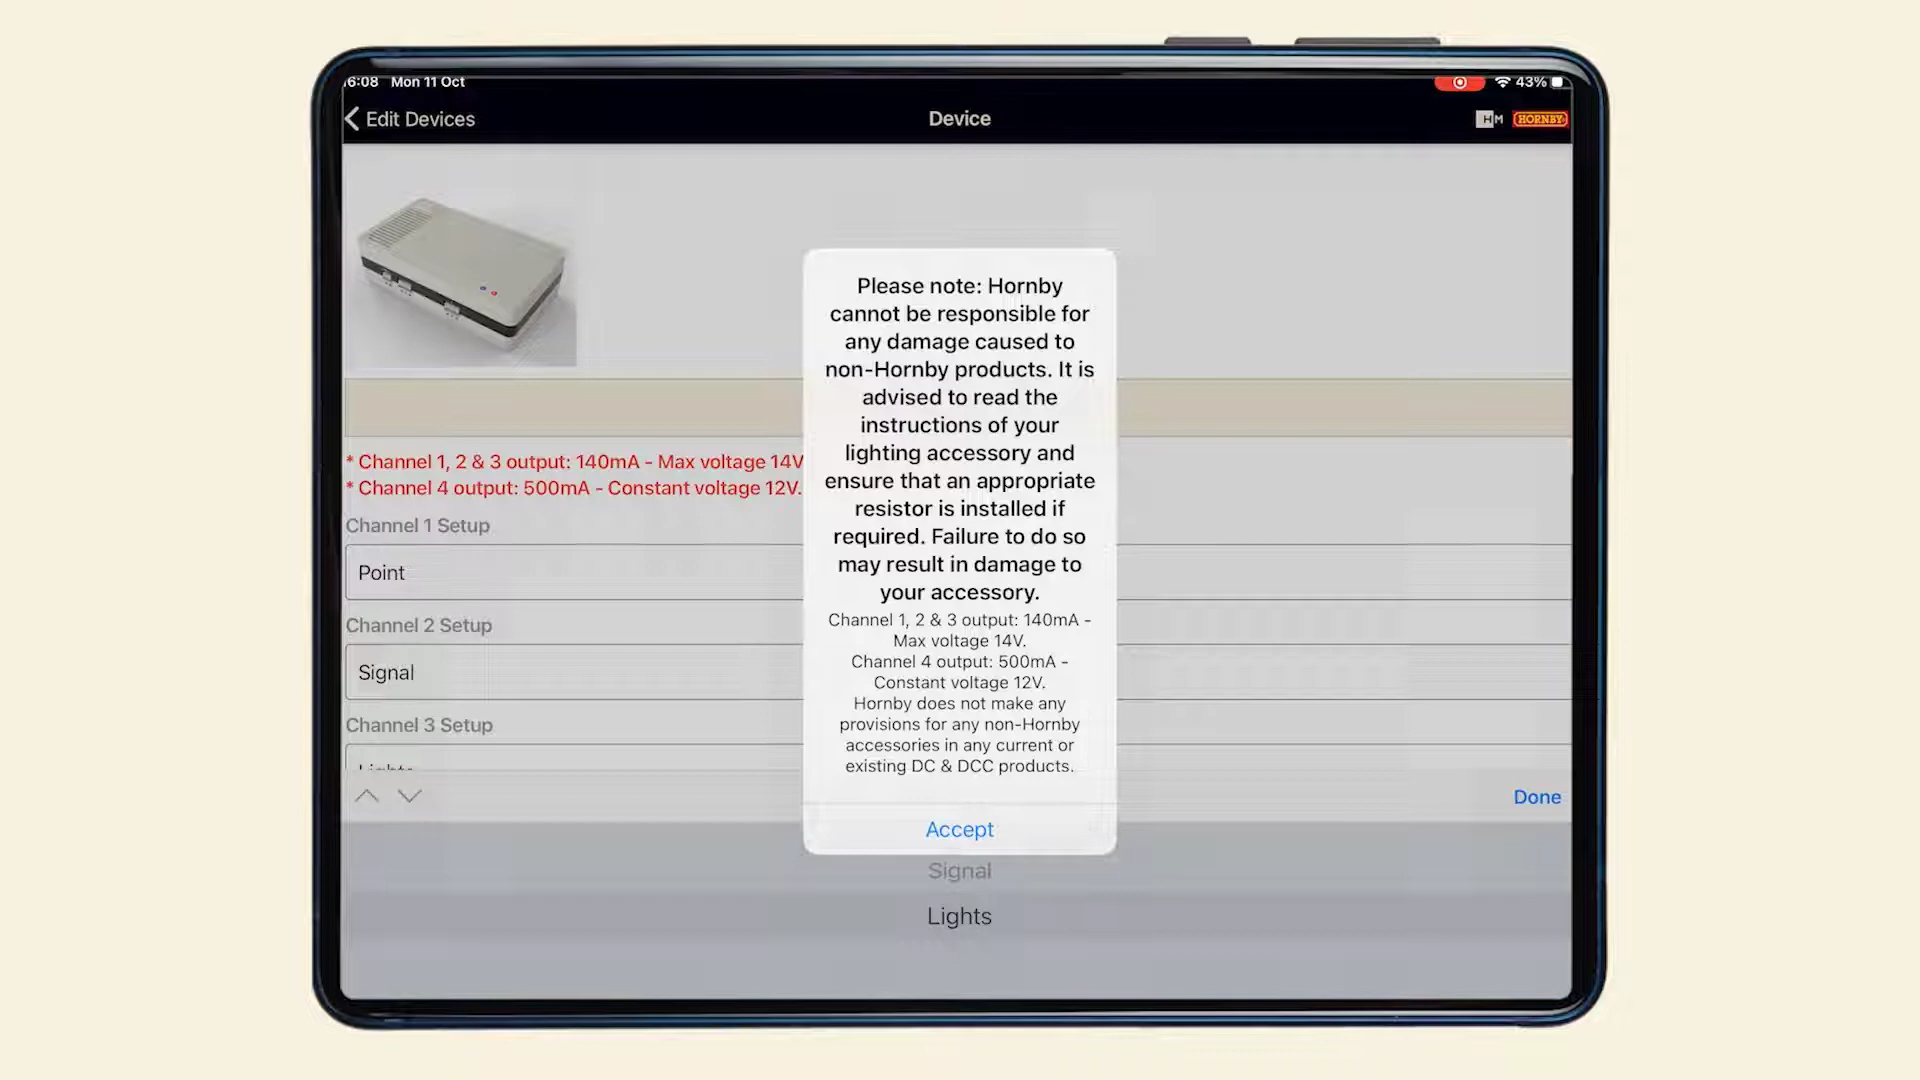 6:08 Mon 11 Oct
43%
Edit Devices
Device
HM
HORNBY
* Channel 1, 2 & 3 output: 140mA - Max voltage 14V
* Channel 4 output: 500mA - Constant voltage 12V.
Channel 1 Setup
Point
Channel 2 Setup
Signal
Channel 3 Setup
Lights
Please note: Hornby
cannot be responsible for
any damage caused to
non-Hornby products. It is
advised to read the
instructions of your
lighting accessory and
ensure that an appropriate
resistor is installed if
required. Failure to do so
may result in damage to
your accessory.
Channel 1, 2 & 3 output: 140mA -
Max voltage 14V.
Channel 4 output: 500mA -
Constant voltage 12V.
Hornby does not make any
provisions for any non-Hornby
accessories in any current or
existing DC & DCC products.
Accept
Done
Signal
Lights